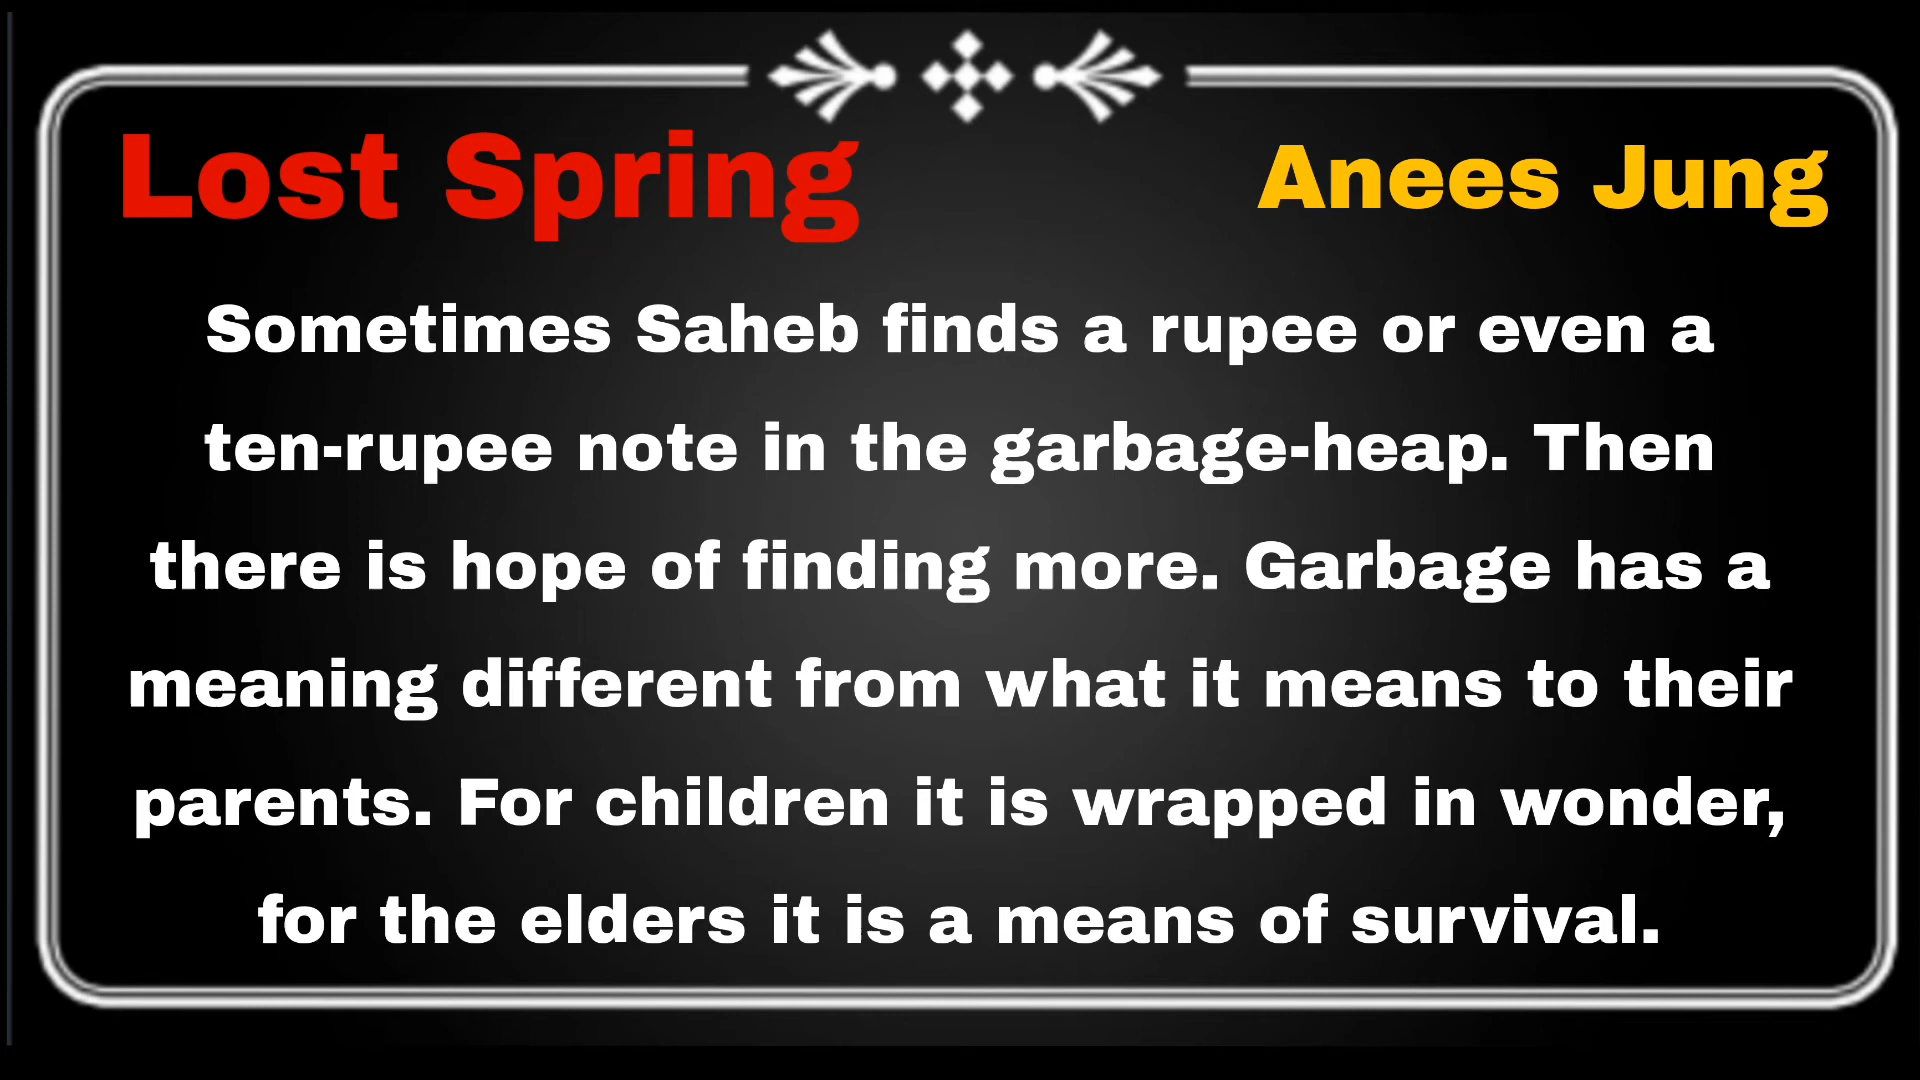 Lost Spring
Anees Jung
Sometimes Saheb finds a rupee or even a
ten-rupee note in the garbage-heap. Then
there is hope of finding more. Garbage has a
meaning different from what it means to their
parents. For children it is wrapped in wonder,
for the elders it is a means of survival.